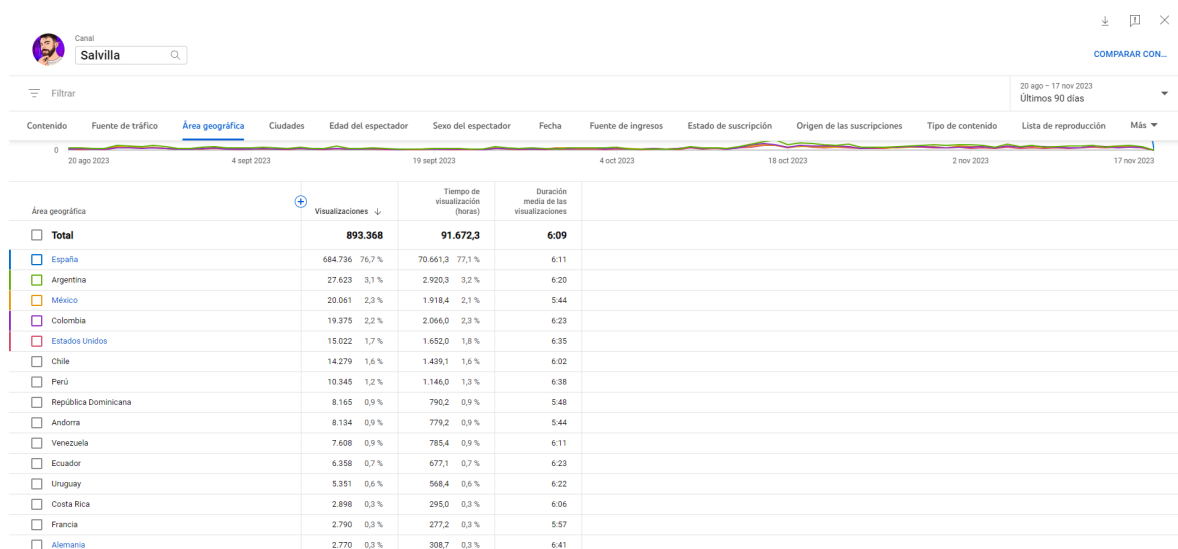 Canal
Salvilla
COMPARAR CON...
Filtrar
20 ago – 17 nov 2023
Últimos 90 días
Contenido Fuente de tráfico Área geográfica Ciudades Edad del espectador Sexo del espectador Fecha Fuente de ingresos Estado de suscripción Origen de las suscripciones Tipo de contenido Lista de reproducción Más
0
20 ago 2023 4 sept 2023 19 sept 2023 4 oct 2023 18 oct 2023 2 nov 2023 17 nov 2023
Área geográfica Visualizaciones Tiempo de visualización (horas) Duración media de las visualizaciones
Total 893.368 91.672,3 6:09
España 684.736 76,7 % 70.661,3 77,1 % 6:11
Argentina 27.623 3,1 % 2.920,3 3,2 % 6:20
México 20.061 2,3 % 1.918,4 2,1 % 5:44
Colombia 19.375 2,2 % 2.066,0 2,3 % 6:23
Estados Unidos 15.022 1,7 % 1.652,0 1,8 % 6:35
Chile 14.279 1,6 % 1.439,1 1,6 % 6:02
Perú 10.345 1,2 % 1.146,0 1,3 % 6:38
República Dominicana 8.165 0,9 % 790,2 0,9 % 5:48
Andorra 8.134 0,9 % 779,2 0,9 % 5:44
Venezuela 7.608 0,9 % 785,4 0,9 % 6:11
Ecuador 6.358 0,7 % 677,1 0,7 % 6:23
Uruguay 5.351 0,6 % 568,4 0,6 % 6:22
Costa Rica 2.898 0,3 % 295,0 0,3 % 6:06
Francia 2.790 0,3 % 277,2 0,3 % 5:57
Alemania 2.770 0,3 % 308,7 0,3 % 6:41